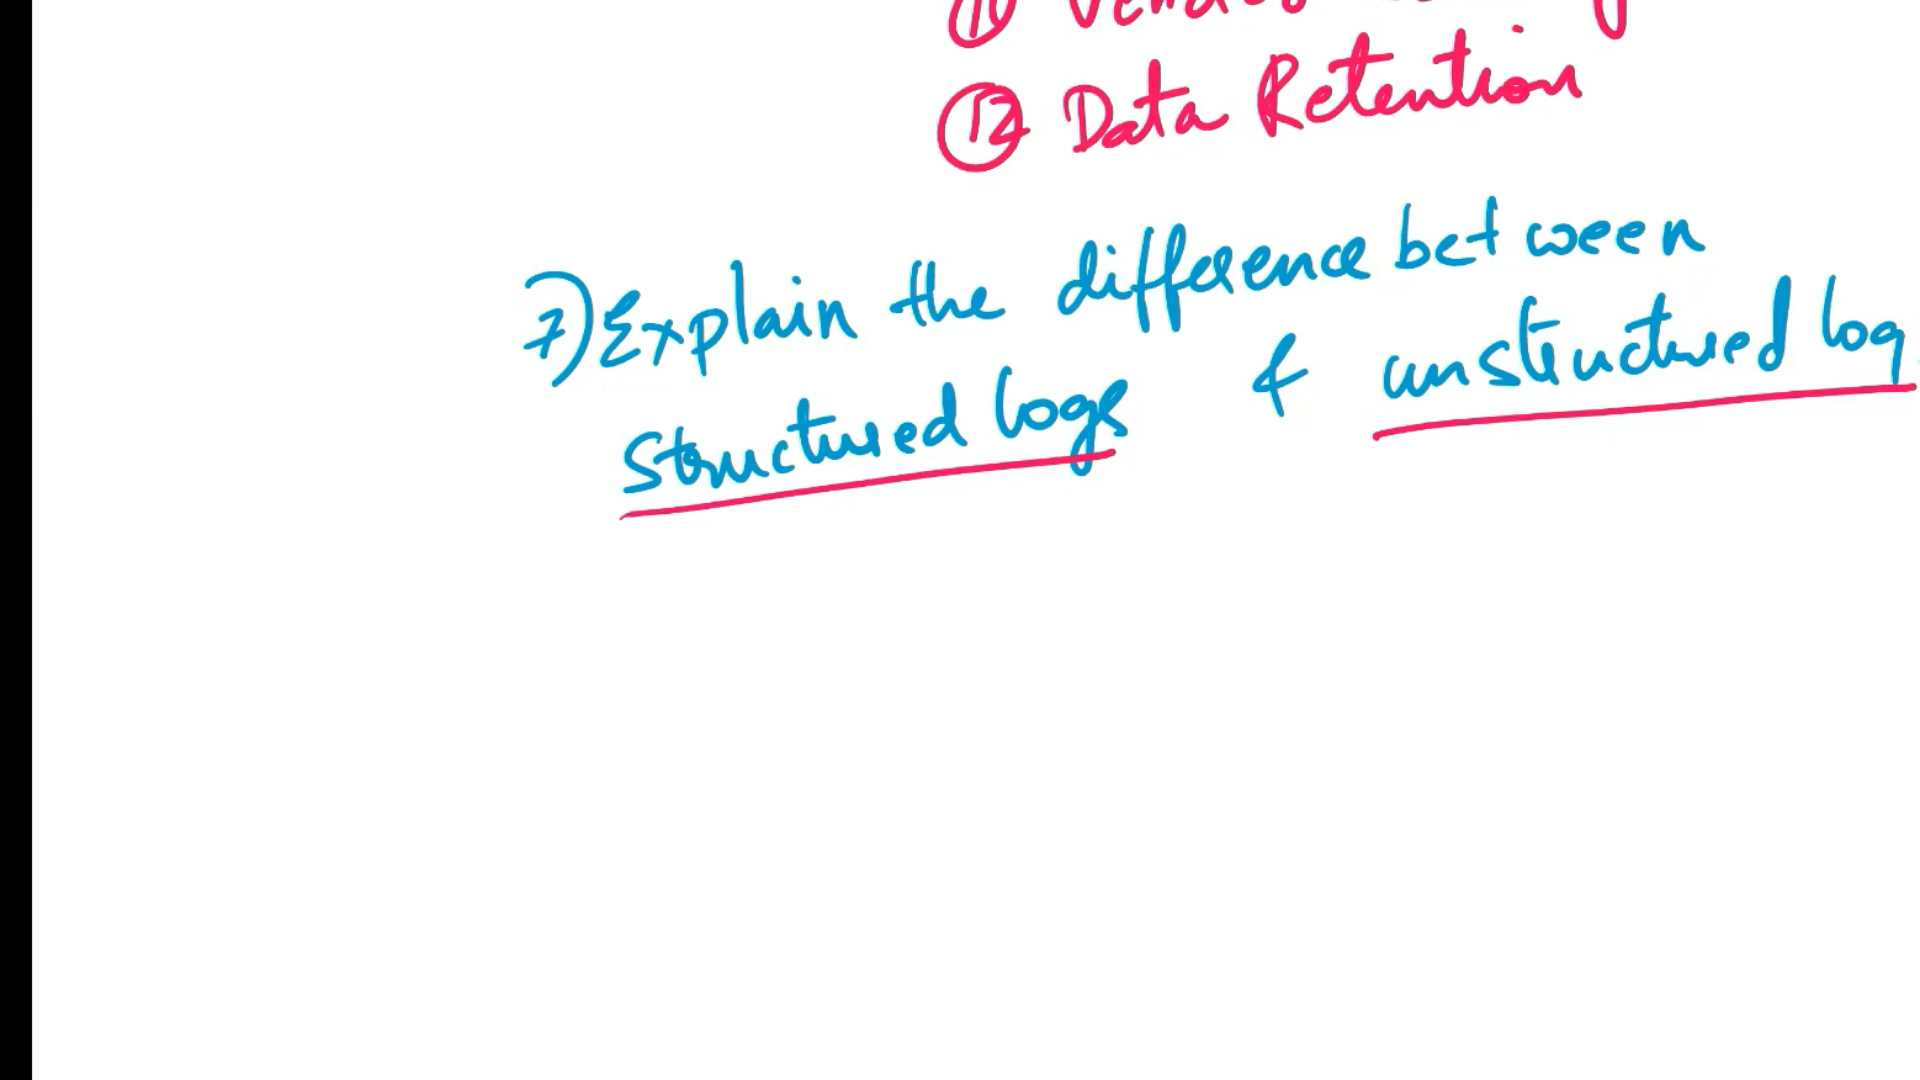 ⑫ Data Retention
7) Explain the difference between
Structured logs & unstructured log